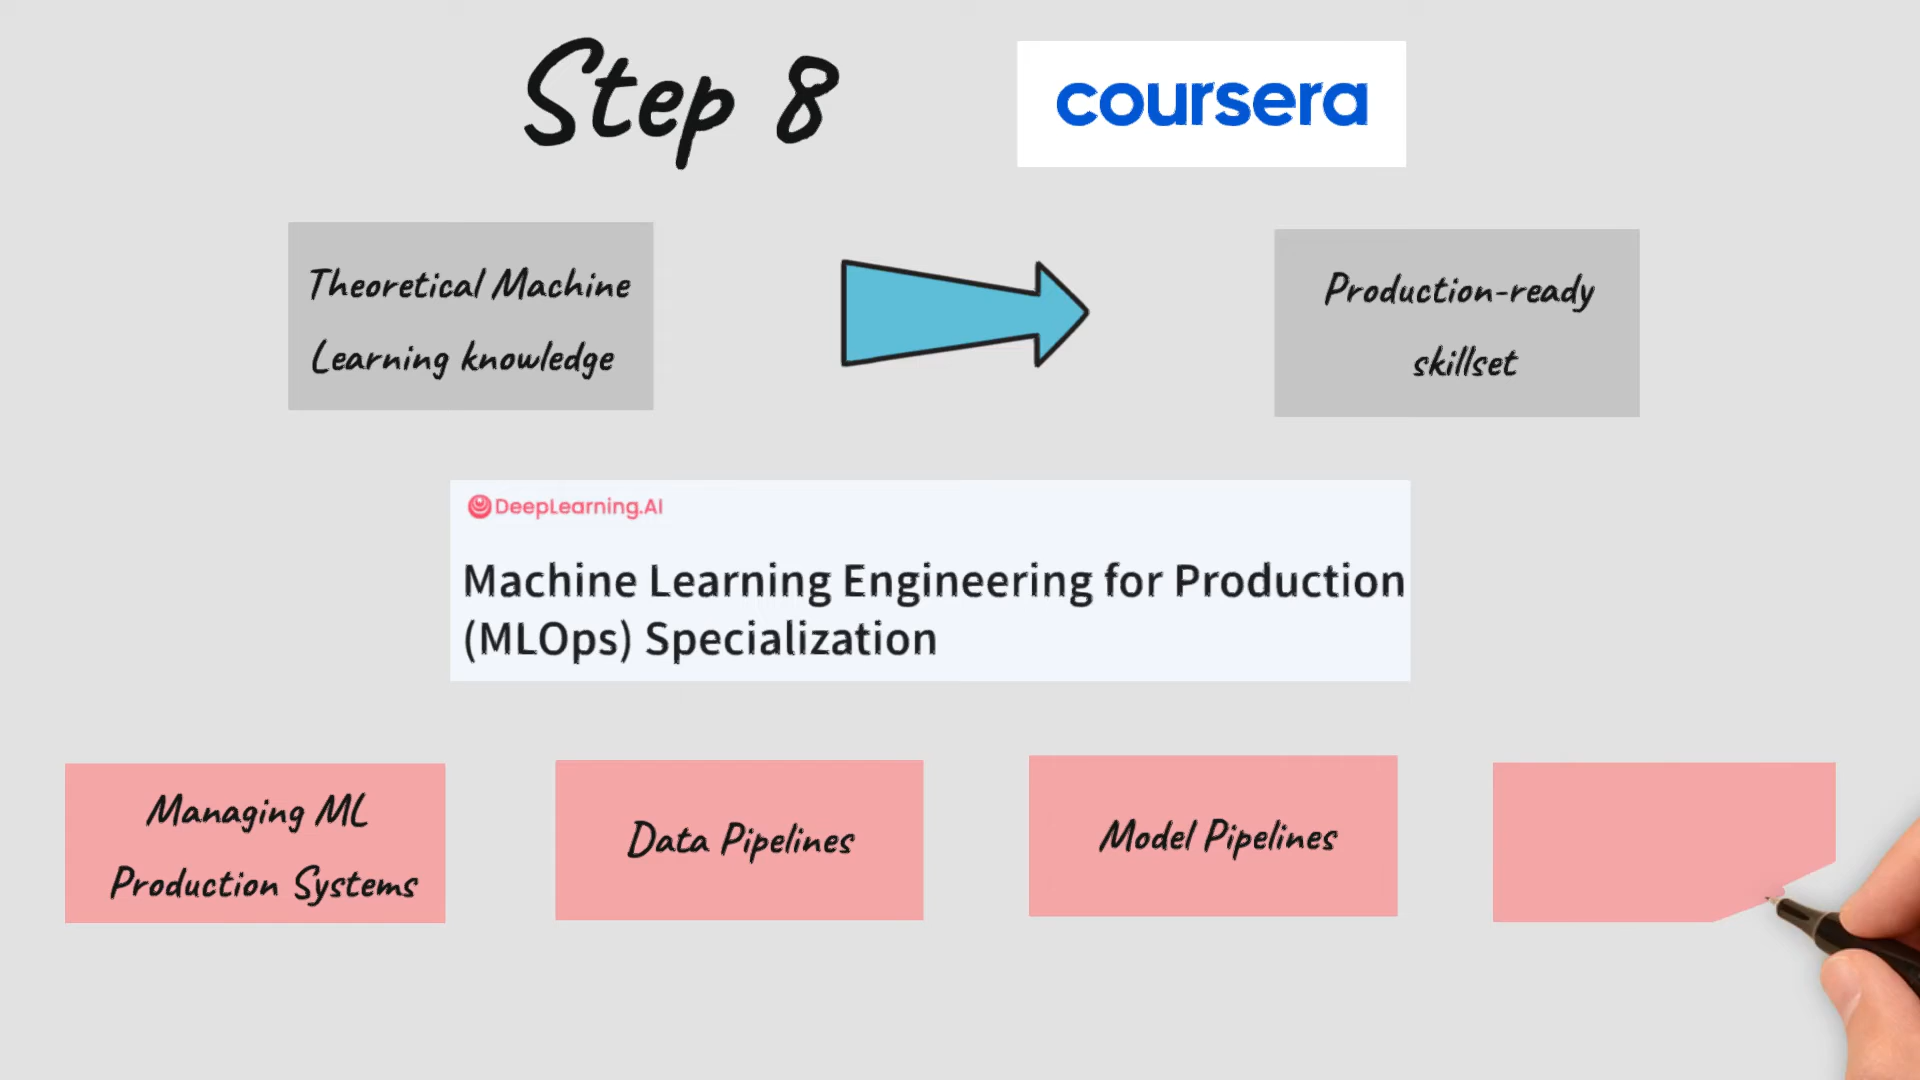 Step 8
coursera
Theoretical Machine
Learning knowledge
Production-ready
skillset
DeepLearning.AI
Machine Learning Engineering for Production
(MLOps) Specialization
Managing ML
Production Systems
Data Pipelines
Model Pipelines